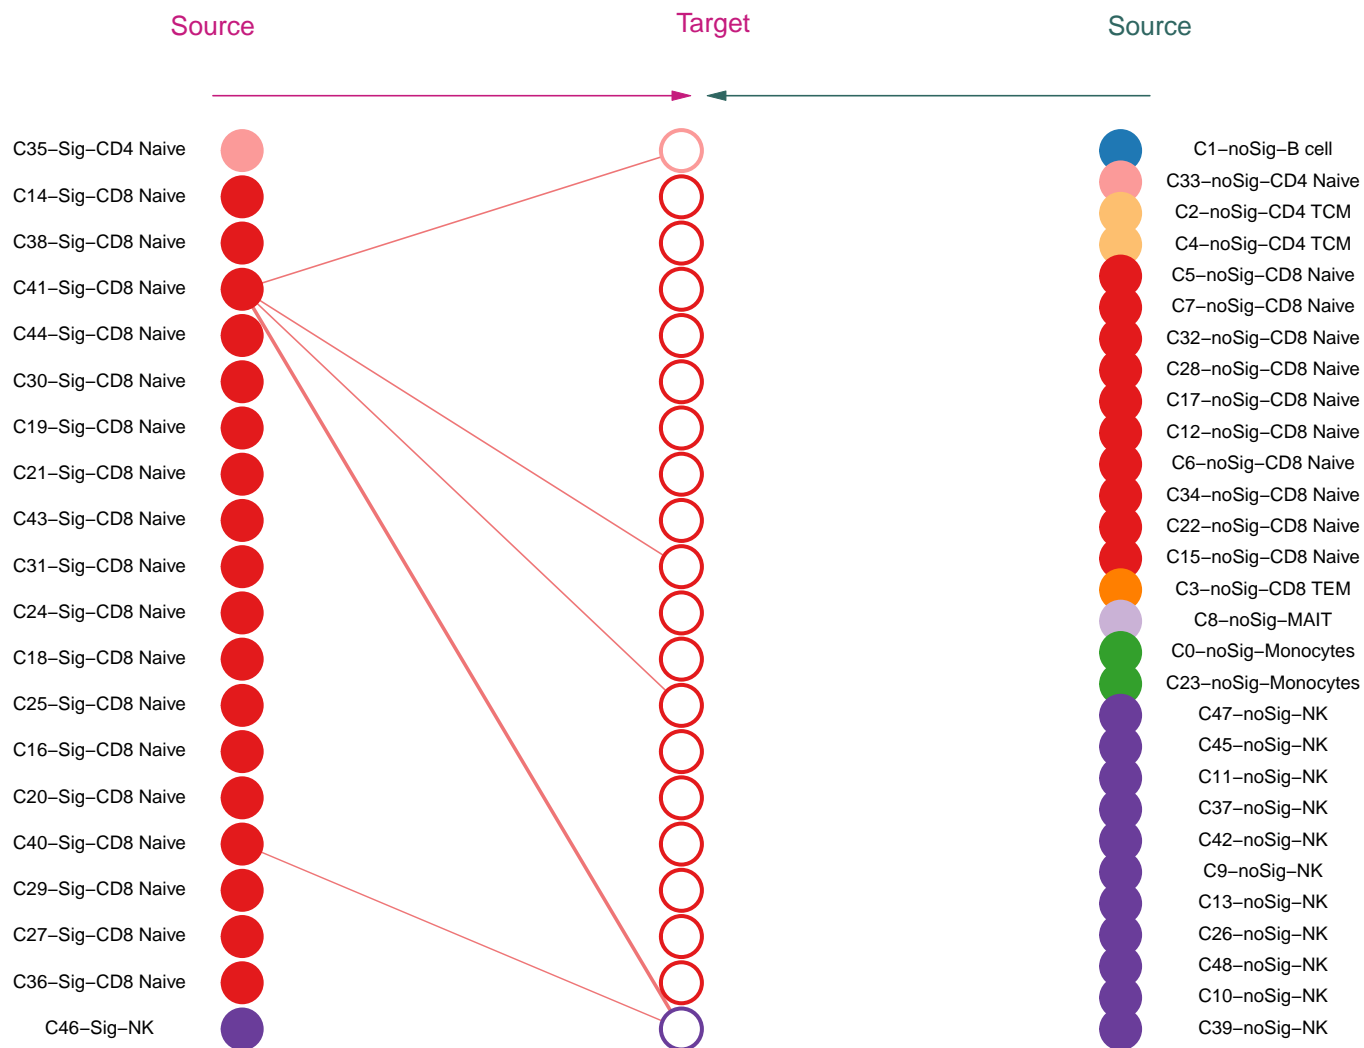 Source
Target
Source
C35−Sig−CD4 Naive
C14−Sig−CD8 Naive
C38−Sig−CD8 Naive
C41−Sig−CD8 Naive
C44−Sig−CD8 Naive
C30−Sig−CD8 Naive
C19−Sig−CD8 Naive
C21−Sig−CD8 Naive
C43−Sig−CD8 Naive
C31−Sig−CD8 Naive
C24−Sig−CD8 Naive
C18−Sig−CD8 Naive
C25−Sig−CD8 Naive
C16−Sig−CD8 Naive
C20−Sig−CD8 Naive
C40−Sig−CD8 Naive
C29−Sig−CD8 Naive
C27−Sig−CD8 Naive
C36−Sig−CD8 Naive
C46−Sig−NK
C1−noSig−B cell
C33−noSig−CD4 Naive
C2−noSig−CD4 TCM
C4−noSig−CD4 TCM
C5−noSig−CD8 Naive
C7−noSig−CD8 Naive
C32−noSig−CD8 Naive
C28−noSig−CD8 Naive
C17−noSig−CD8 Naive
C12−noSig−CD8 Naive
C6−noSig−CD8 Naive
C34−noSig−CD8 Naive
C22−noSig−CD8 Naive
C15−noSig−CD8 Naive
C3−noSig−CD8 TEM
C8−noSig−MAIT
C0−noSig−Monocytes
C23−noSig−Monocytes
C47−noSig−NK
C45−noSig−NK
C11−noSig−NK
C37−noSig−NK
C42−noSig−NK
C9−noSig−NK
C13−noSig−NK
C26−noSig−NK
C48−noSig−NK
C10−noSig−NK
C39−noSig−NK